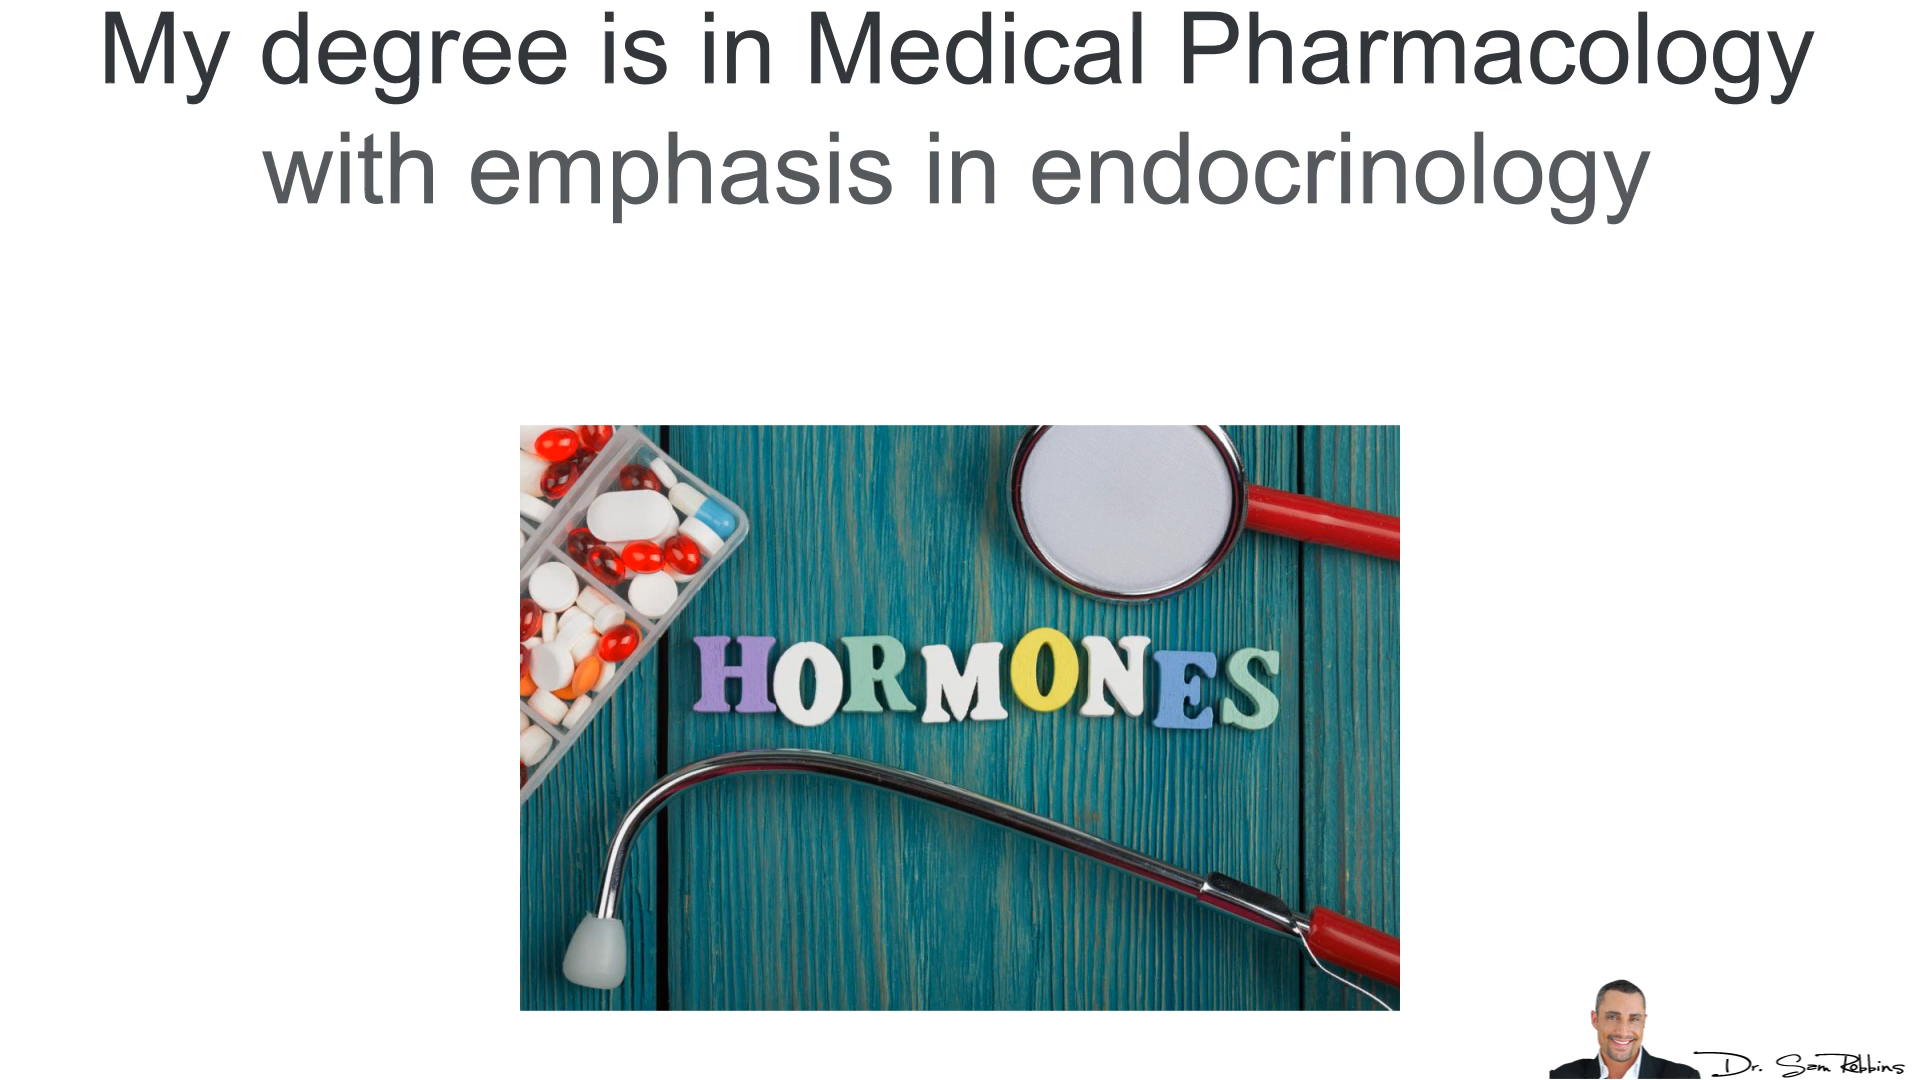 My degree is in Medical Pharmacology
with emphasis in endocrinology
HORMONES
Dr. Sam Robbins